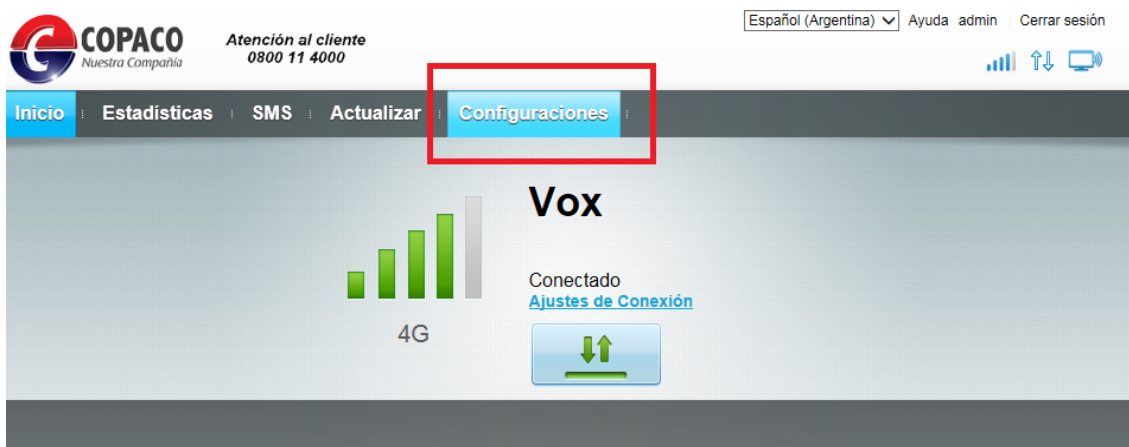 COPACO
Nuestra Compañia
Atención al cliente
0800 11 4000
Español (Argentina) Ayuda admin Cerrar sesión
Inicio Estadísticas SMS Actualizar Configuraciones
Vox
Conectado
Ajustes de Conexión
4G